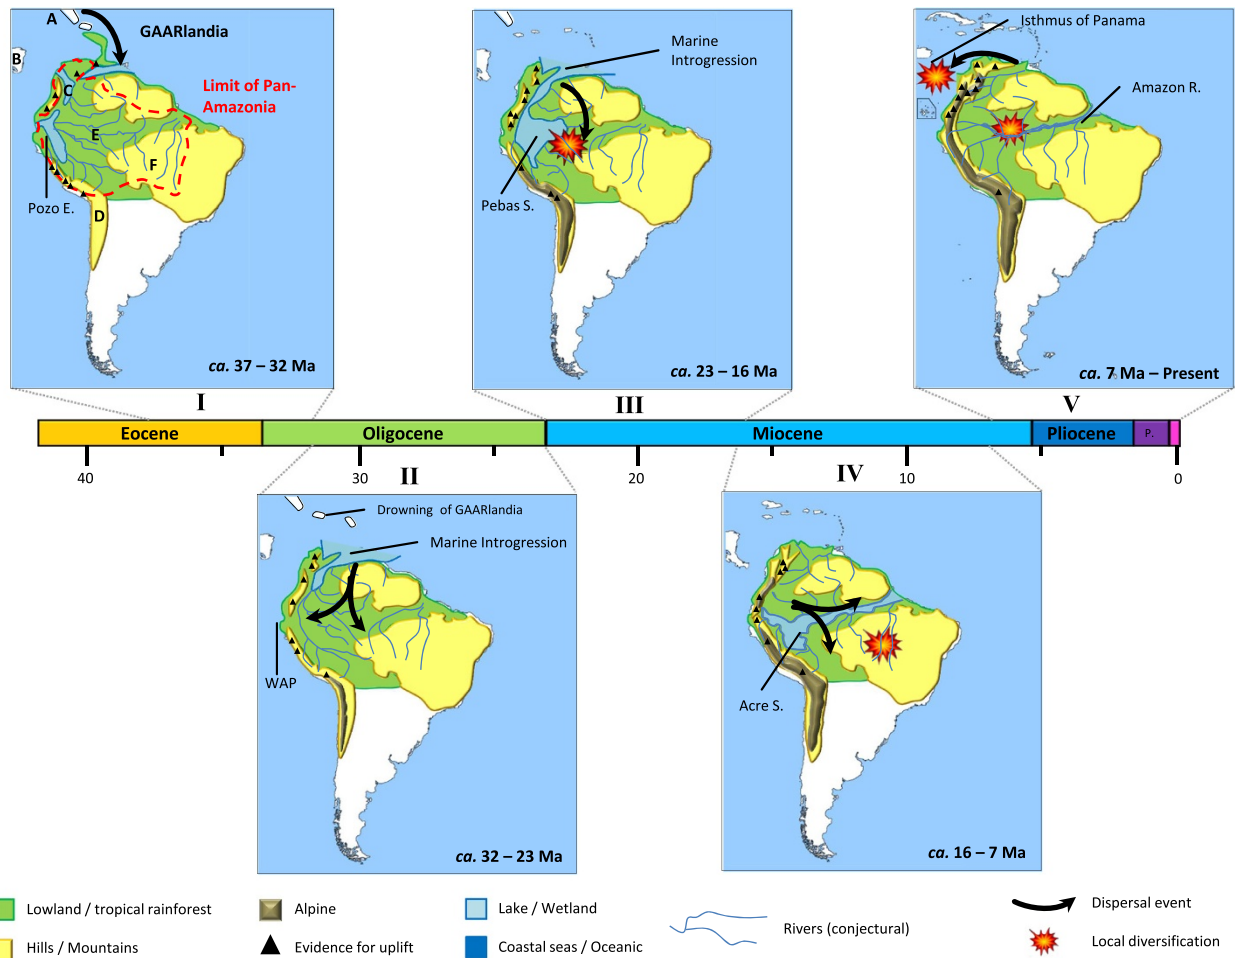 A
GAARlandia
B
C
Limit of Pan-
Amazonia
E
F
Pozo E.
D
ca. 37 – 32 Ma
I
Marine
Introgression
Pebas S.
ca. 23 – 16 Ma
III
Isthmus of Panama
Amazon R.
ca. 7 Ma – Present
V
Eocene
Oligocene
Miocene
Pliocene
P.
40
30
20
10
0
II
Drowning of GAARlandia
Marine Introgression
WAP
ca. 32 – 23 Ma
IV
Acre S.
ca. 16 – 7 Ma
Lowland / tropical rainforest
Alpine
Lake / Wetland
Rivers (conjectural)
Dispersal event
Hills / Mountains
Evidence for uplift
Coastal seas / Oceanic
Local diversification